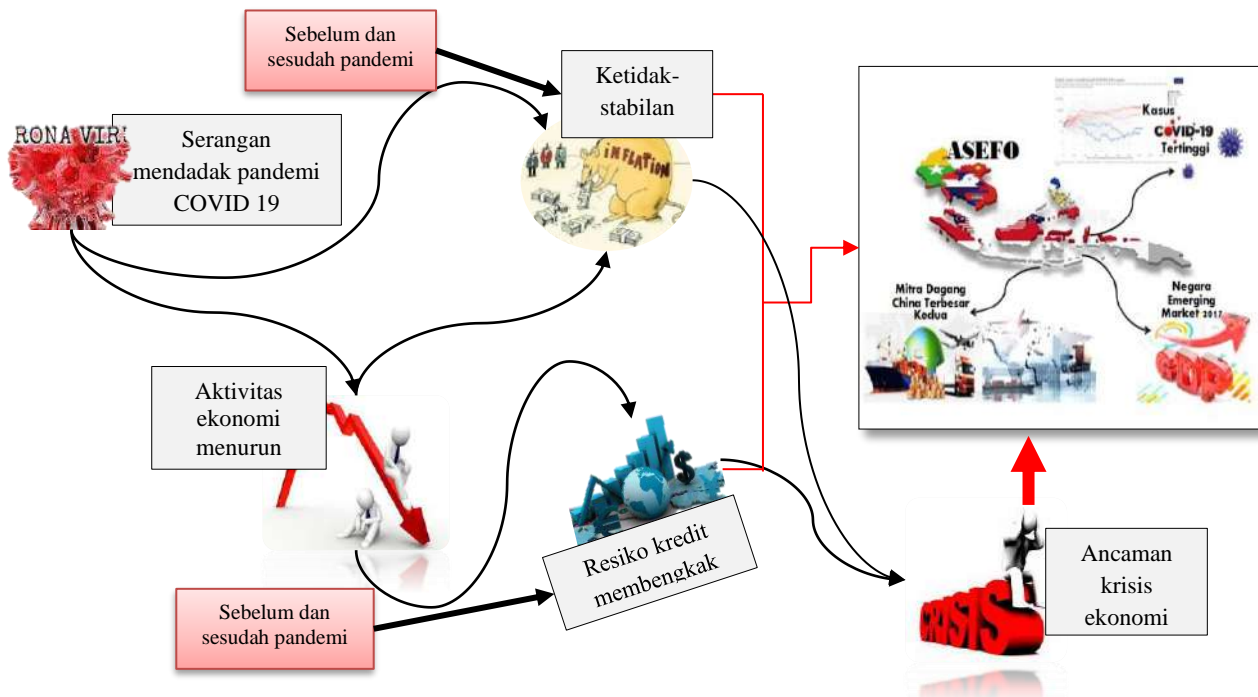 Sebelum dan
sesudah pandemi
Ketidak-
stabilan
RONA VIR
Serangan
mendadak pandemi
COVID 19
INFLATION
Kasus
COVID-19
Tertinggi
ASEFO
Mitra Dagang
China Terbesar
Kedua
Negara
Emerging
Market 2017
GDP
Aktivitas
ekonomi
menurun
$
Resiko kredit
membengkak
Sebelum dan
sesudah pandemi
CRISIS
Ancaman
krisis
ekonomi